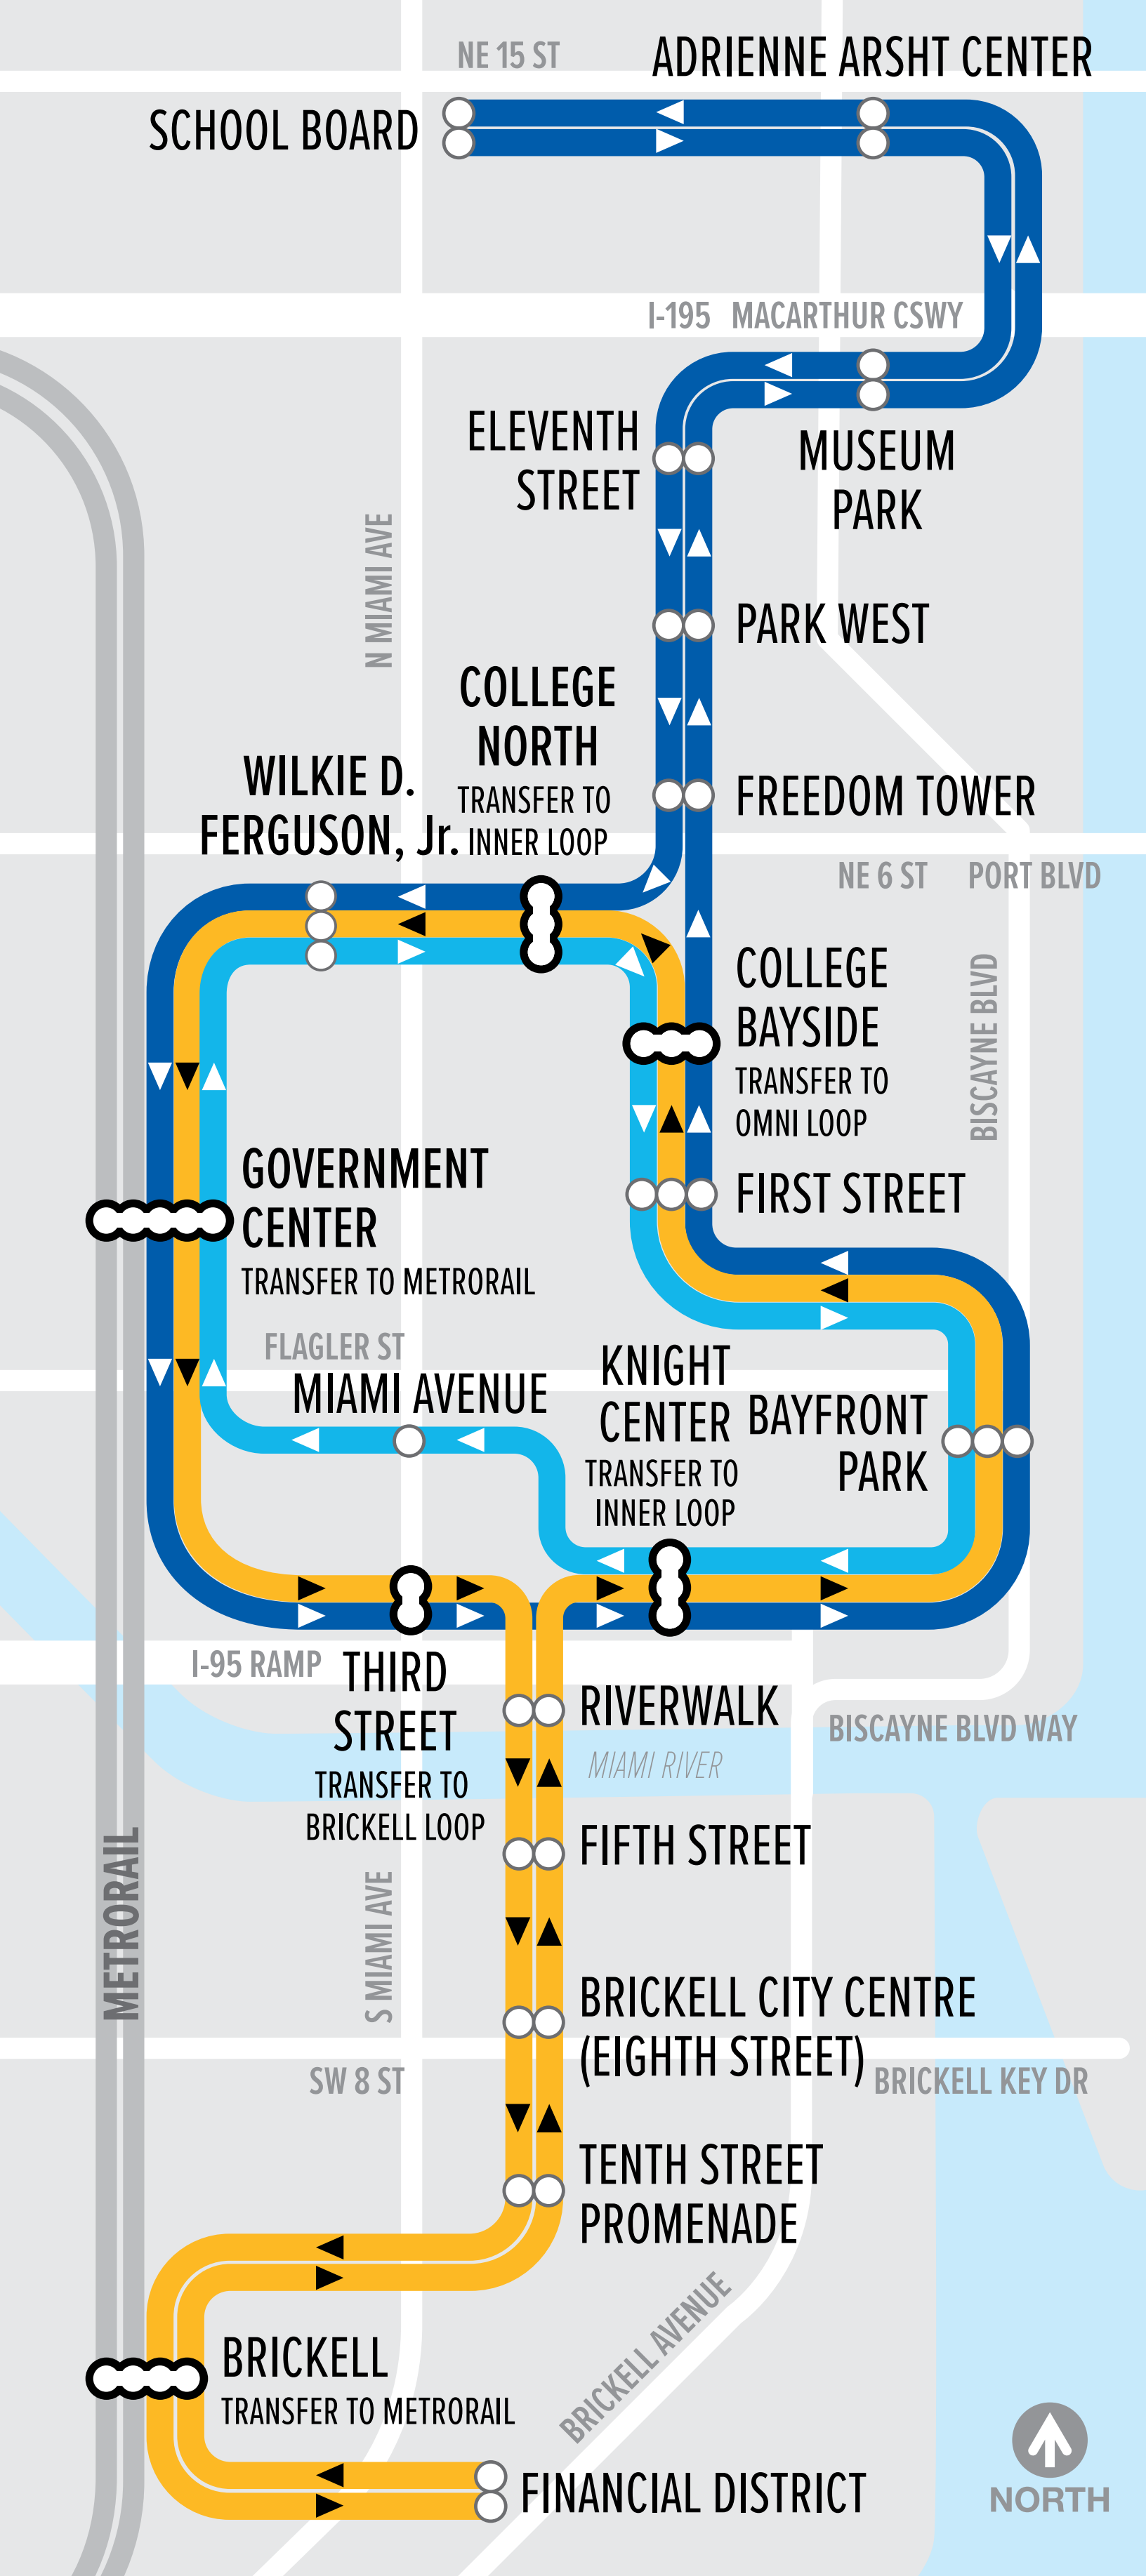 NE 15 ST
ADRIENNE ARSHT CENTER
SCHOOL BOARD
I-195 MACARTHUR CSWY
ELEVENTH
STREET
MUSEUM
PARK
N MIAMI AVE
PARK WEST
COLLEGE
NORTH
TRANSFER TO
INNER LOOP
WILKIE D.
FERGUSON, Jr.
FREEDOM TOWER
NE 6 ST
PORT BLVD
COLLEGE
BAYSIDE
TRANSFER TO
OMNI LOOP
BISCAYNE BLVD
GOVERNMENT
CENTER
TRANSFER TO METRORAIL
FIRST STREET
FLAGLER ST
MIAMI AVENUE
KNIGHT
CENTER
TRANSFER TO
INNER LOOP
BAYFRONT
PARK
I-95 RAMP
THIRD
STREET
TRANSFER TO
BRICKELL LOOP
RIVERWALK
BISCAYNE BLVD WAY
MIAMI RIVER
FIFTH STREET
METRORAIL
S MIAMI AVE
BRICKELL CITY CENTRE
(EIGHTH STREET)
SW 8 ST
BRICKELL KEY DR
TENTH STREET
PROMENADE
BRICKELL AVENUE
BRICKELL
TRANSFER TO METRORAIL
FINANCIAL DISTRICT
NORTH